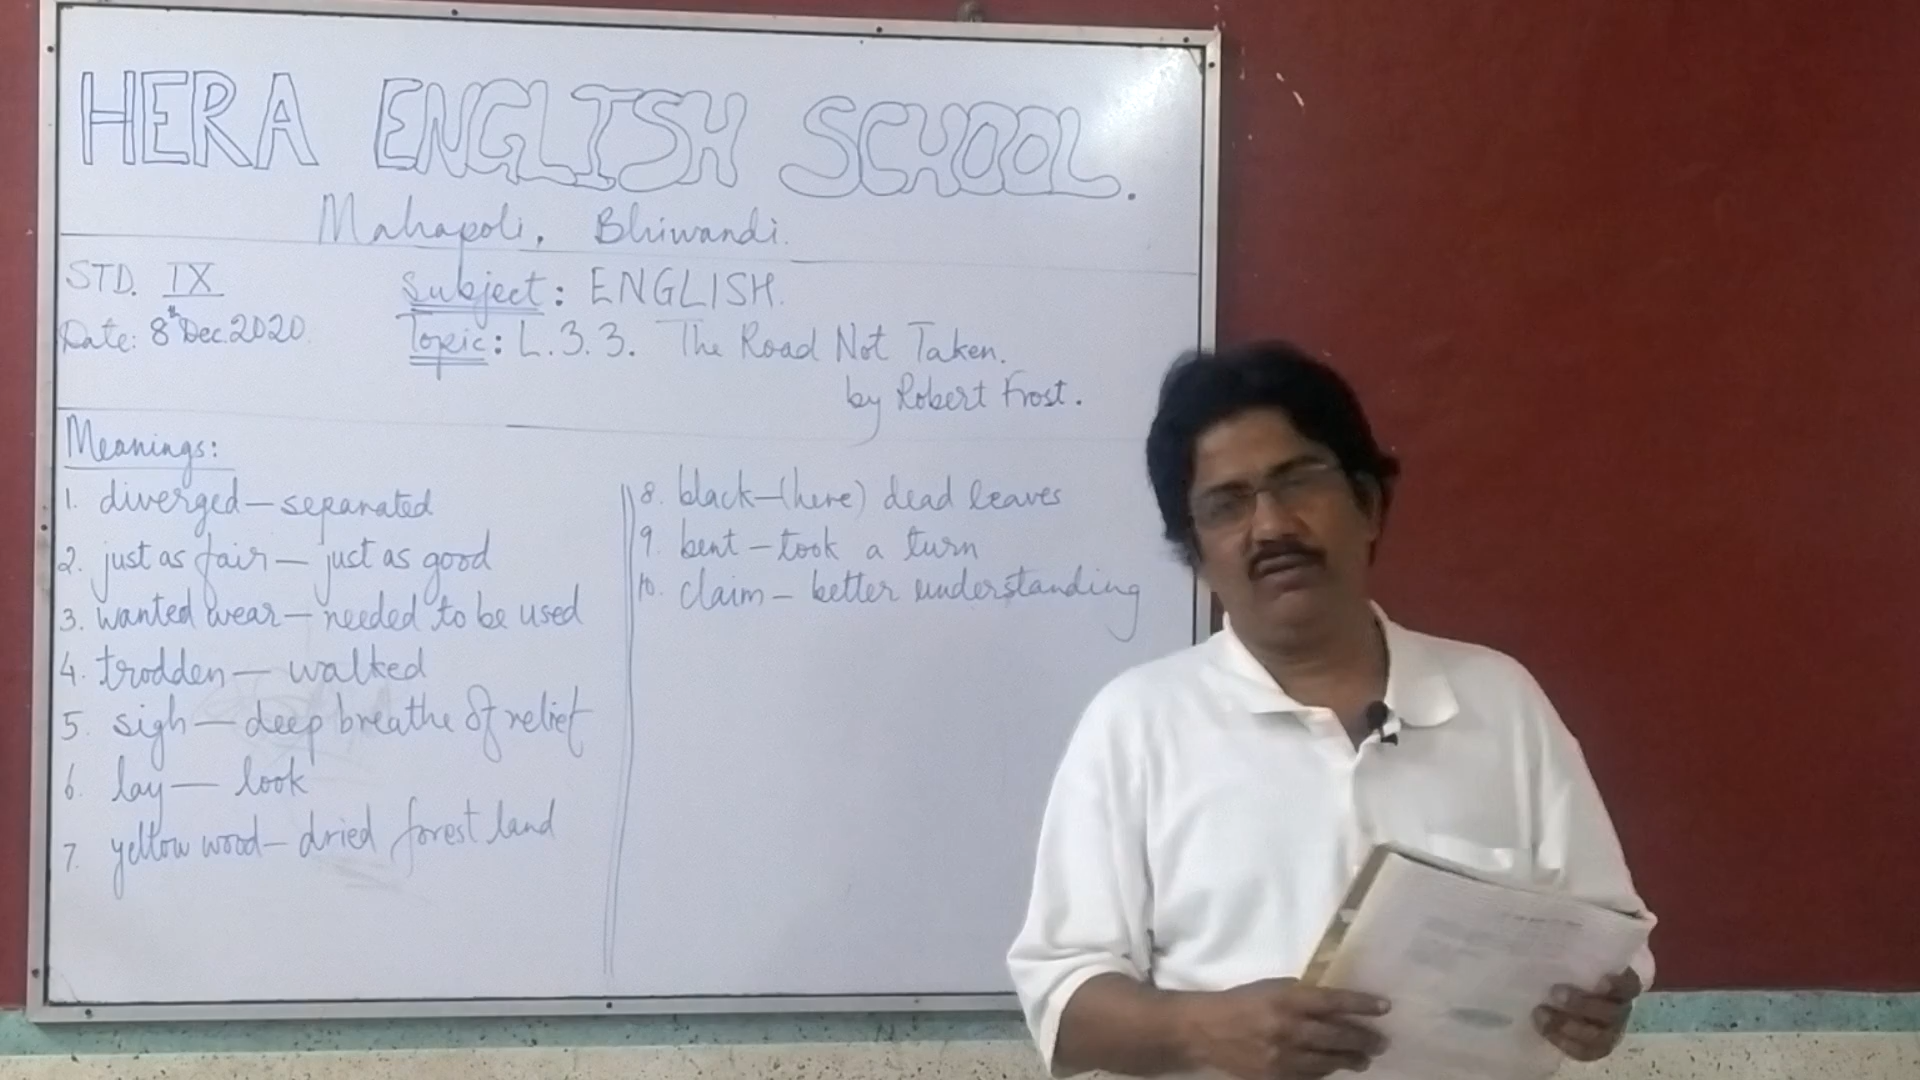 HERA ENGLISH SCHOOL.
Mahapoli, Bhiwandi.
STD. IX
Date: 8th Dec. 2020
Subject: ENGLISH.
Topic: L.3.3. The Road Not Taken.
by Robert Frost.
Meanings:
1. diverged — separated
2. just as fair — just as good
3. wanted wear — needed to be used
4. trodden — walked
5. sigh — deep breathe of relief
6. lay — look
7. yellow wood — dried forest land
8. black — (here) dead leaves
9. bent — took a turn
10. claim — better understanding